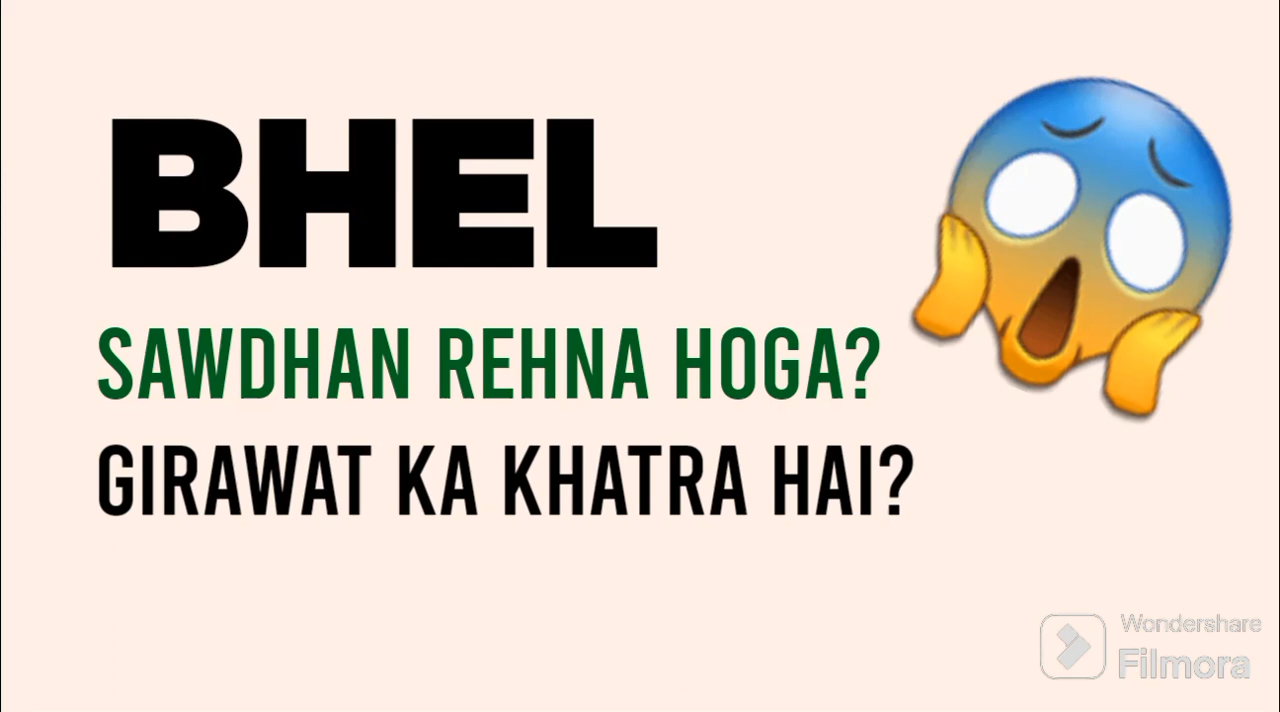 BHEL
SAWDHAN REHNA HOGA?
GIRAWAT KA KHATRA HAI?
Wondershare
Filmora